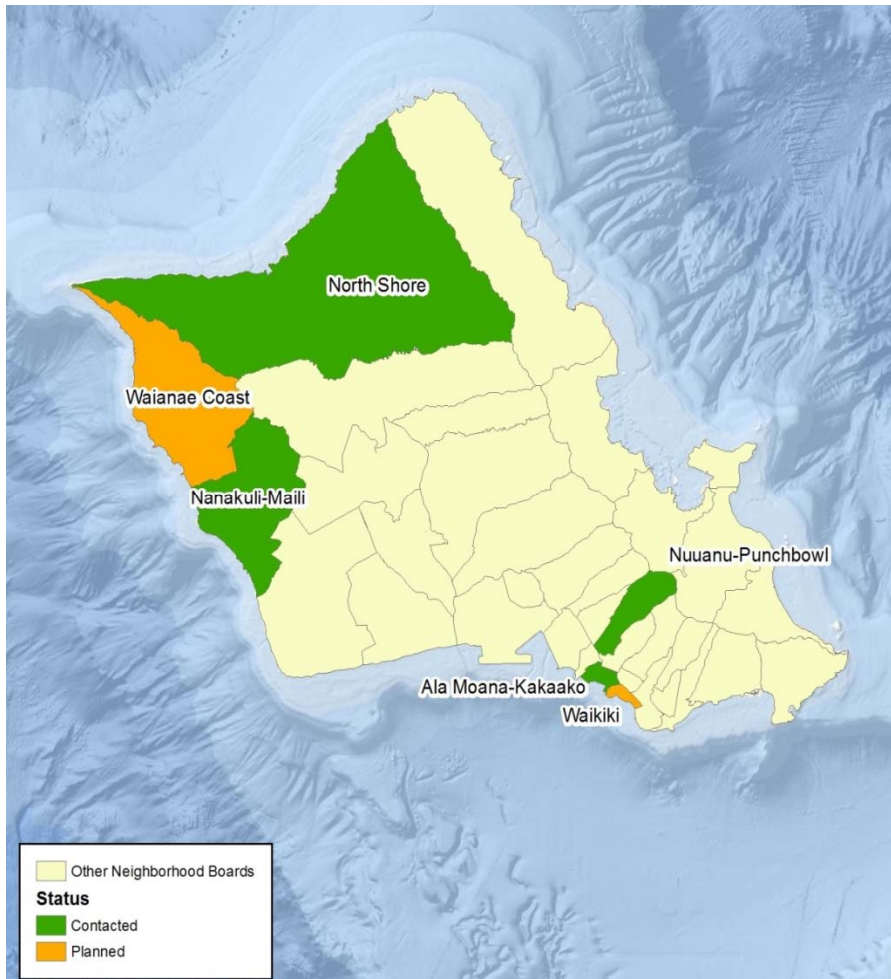 North Shore
Waianae Coast
Nanakuli-Maili
Nuuanu-Punchbowl
Ala Moana-Kakaako
Waikiki
Other Neighborhood Boards
Status
Contacted
Planned